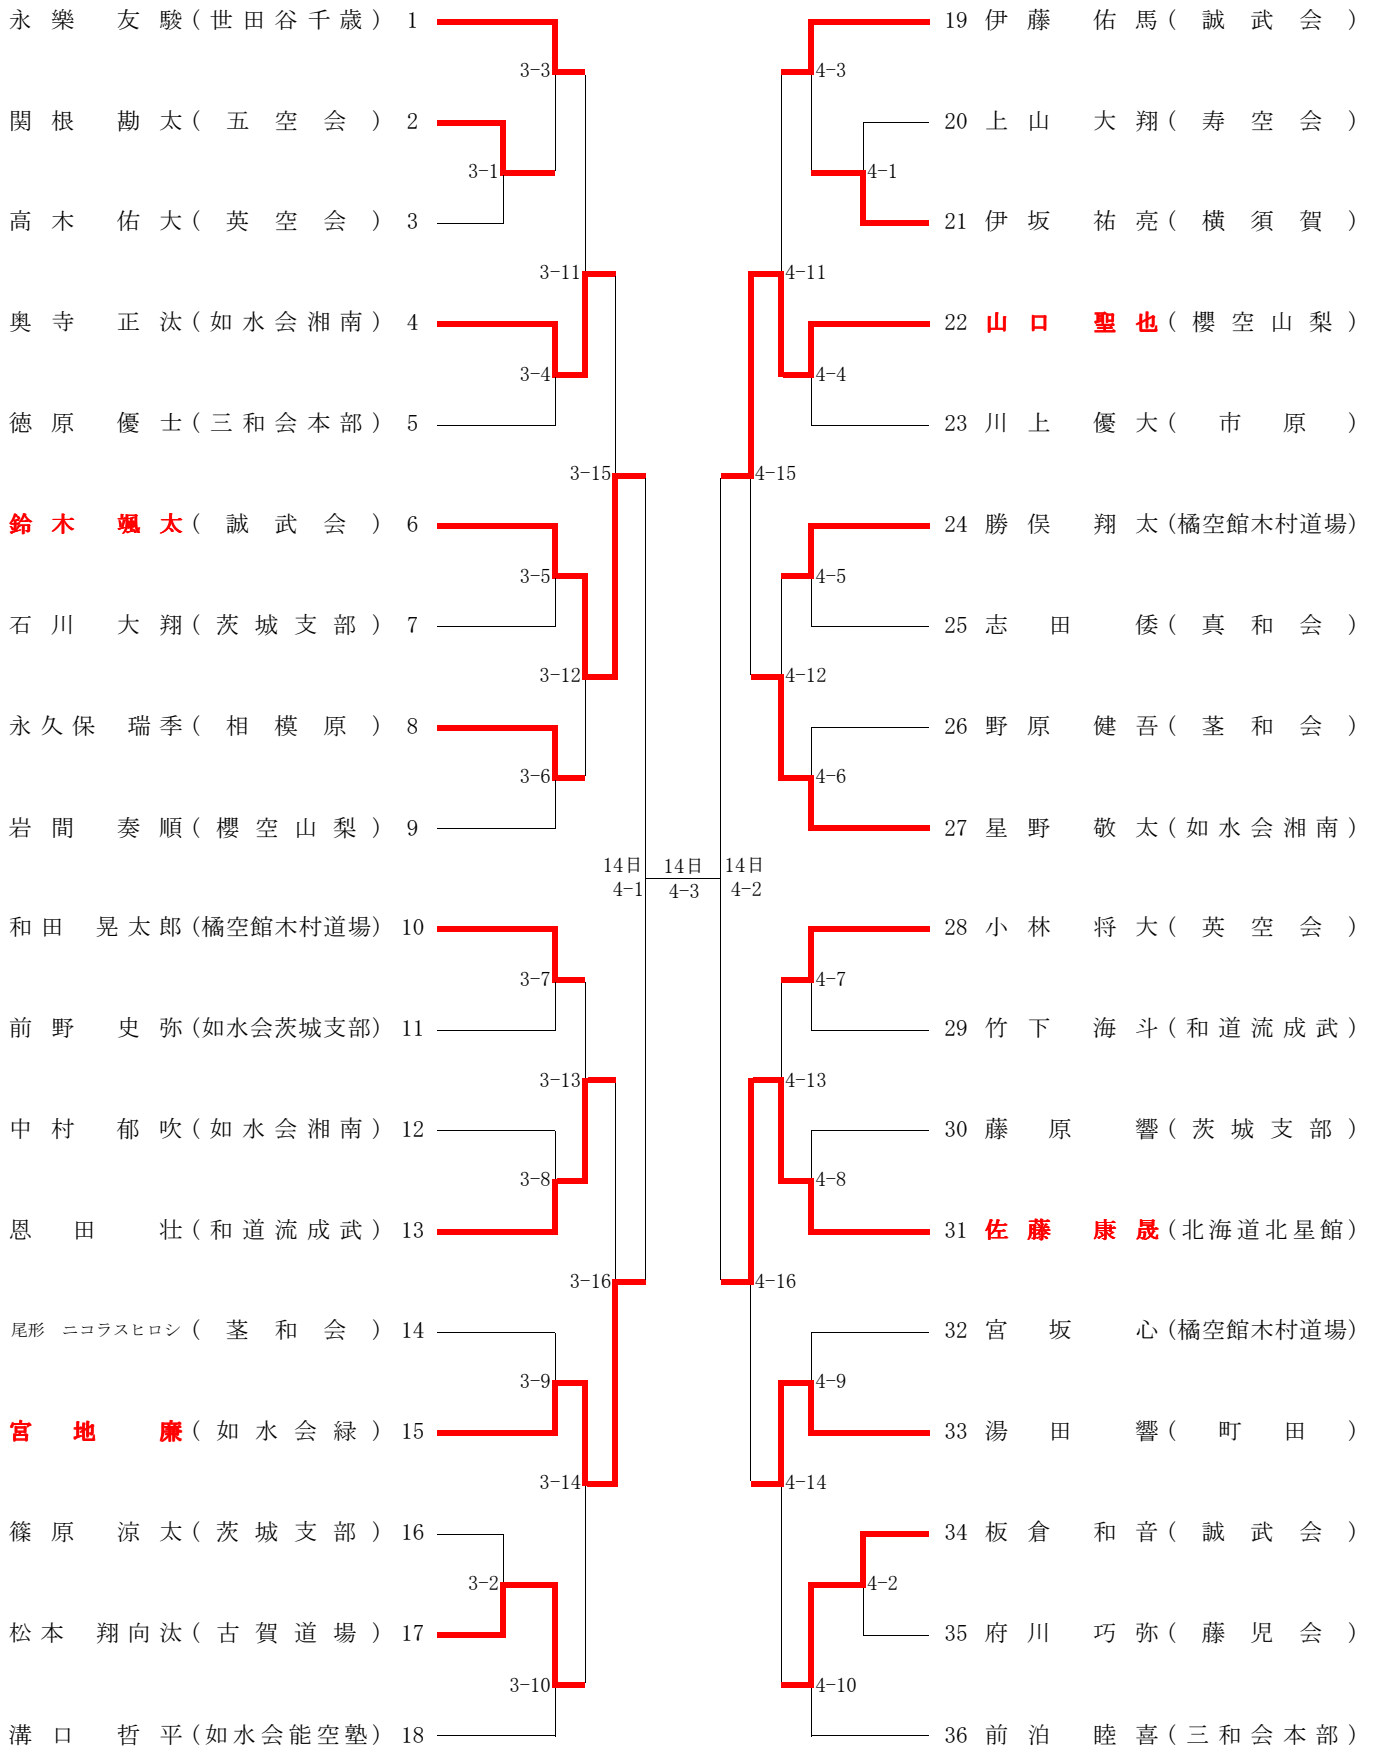 永樂 友駿(世田谷千歳) 1
3-3
関根 勘太(五空会) 2
3-1
高木 佑大(英空会) 3
3-11
奥寺 正汰(如水会湘南) 4
3-4
徳原 優士(三和会本部) 5
3-15
鈴木 颯太(誠武会) 6
3-5
石川 大翔(茨城支部) 7
3-12
永久保 瑞季(相模原) 8
3-6
岩間 奏順(櫻空山梨) 9
14日
4-1
14日
4-3
14日
4-2
和田 晃太郎(橘空館木村道場) 10
3-7
前野 史弥(如水会茨城支部) 11
3-13
中村 郁吹(如水会湘南) 12
3-8
恩田 壮(和道流成武) 13
3-16
尾形 ニコラスヒロシ(茎和会) 14
3-9
宮地 廉(如水会緑) 15
3-14
篠原 涼太(茨城支部) 16
3-2
松本 翔向汰(古賀道場) 17
3-10
溝口 哲平(如水会能空塾) 18
19 伊藤 佑馬(誠武会)
4-3
20 上山 大翔(寿空会)
4-1
21 伊坂 祐亮(横須賀)
4-11
22 山口 聖也(櫻空山梨)
4-4
23 川上 優大(市原)
4-15
24 勝俣 翔太(橘空館木村道場)
4-5
25 志田 倭(真和会)
4-12
26 野原 健吾(茎和会)
4-6
27 星野 敬太(如水会湘南)
28 小林 将大(英空会)
4-7
29 竹下 海斗(和道流成武)
4-13
30 藤原 響(茨城支部)
4-8
31 佐藤 康晟(北海道北星館)
4-16
32 宮坂 心(橘空館木村道場)
4-9
33 湯田 響(町田)
4-14
34 板倉 和音(誠武会)
4-2
35 府川 巧弥(藤児会)
4-10
36 前泊 睦喜(三和会本部)